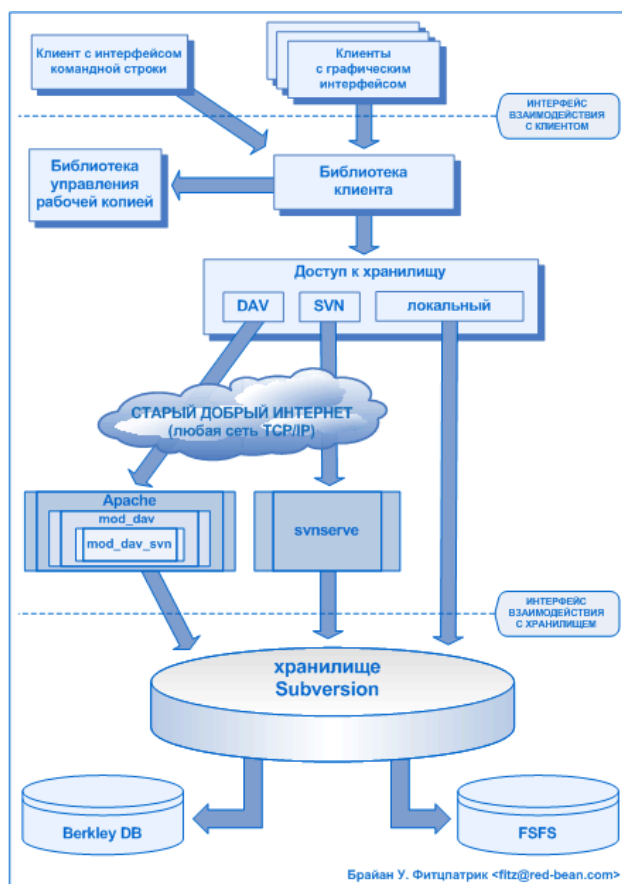 Клиент с интерфейсом
командной строки
Клиенты
с графическим
интерфейсом
ИНТЕРФЕЙС
ВЗАИМОДЕЙСТВИЯ
С КЛИЕНТОМ
Библиотека
управления
рабочей копией
Библиотека
клиента
Доступ к хранилищу
DAV
SVN
локальный
СТАРЫЙ ДОБРЫЙ ИНТЕРНЕТ
(любая сеть TCP/IP)
Apache
mod_dav
mod_dav_svn
svnserve
ИНТЕРФЕЙС
ВЗАИМОДЕЙСТВИЯ
С ХРАНИЛИЩЕМ
хранилище
Subversion
Berkley DB
FSFS
Брайан У. Фитцпатрик <fitz@red-bean.com>